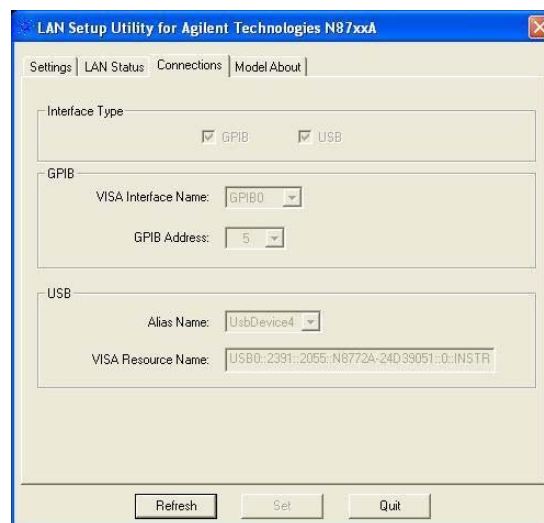 LAN Setup Utility for Agilent Technologies N87xxA
Settings LAN Status Connections Model About
Interface Type
GPIB USB
GPIB
VISA Interface Name: GPIB0
GPIB Address: 5
USB
Alias Name: UsbDevice4
VISA Resource Name: USB0::2391::2055::N8772A-24D39051::0::INSTR
Refresh Set Quit